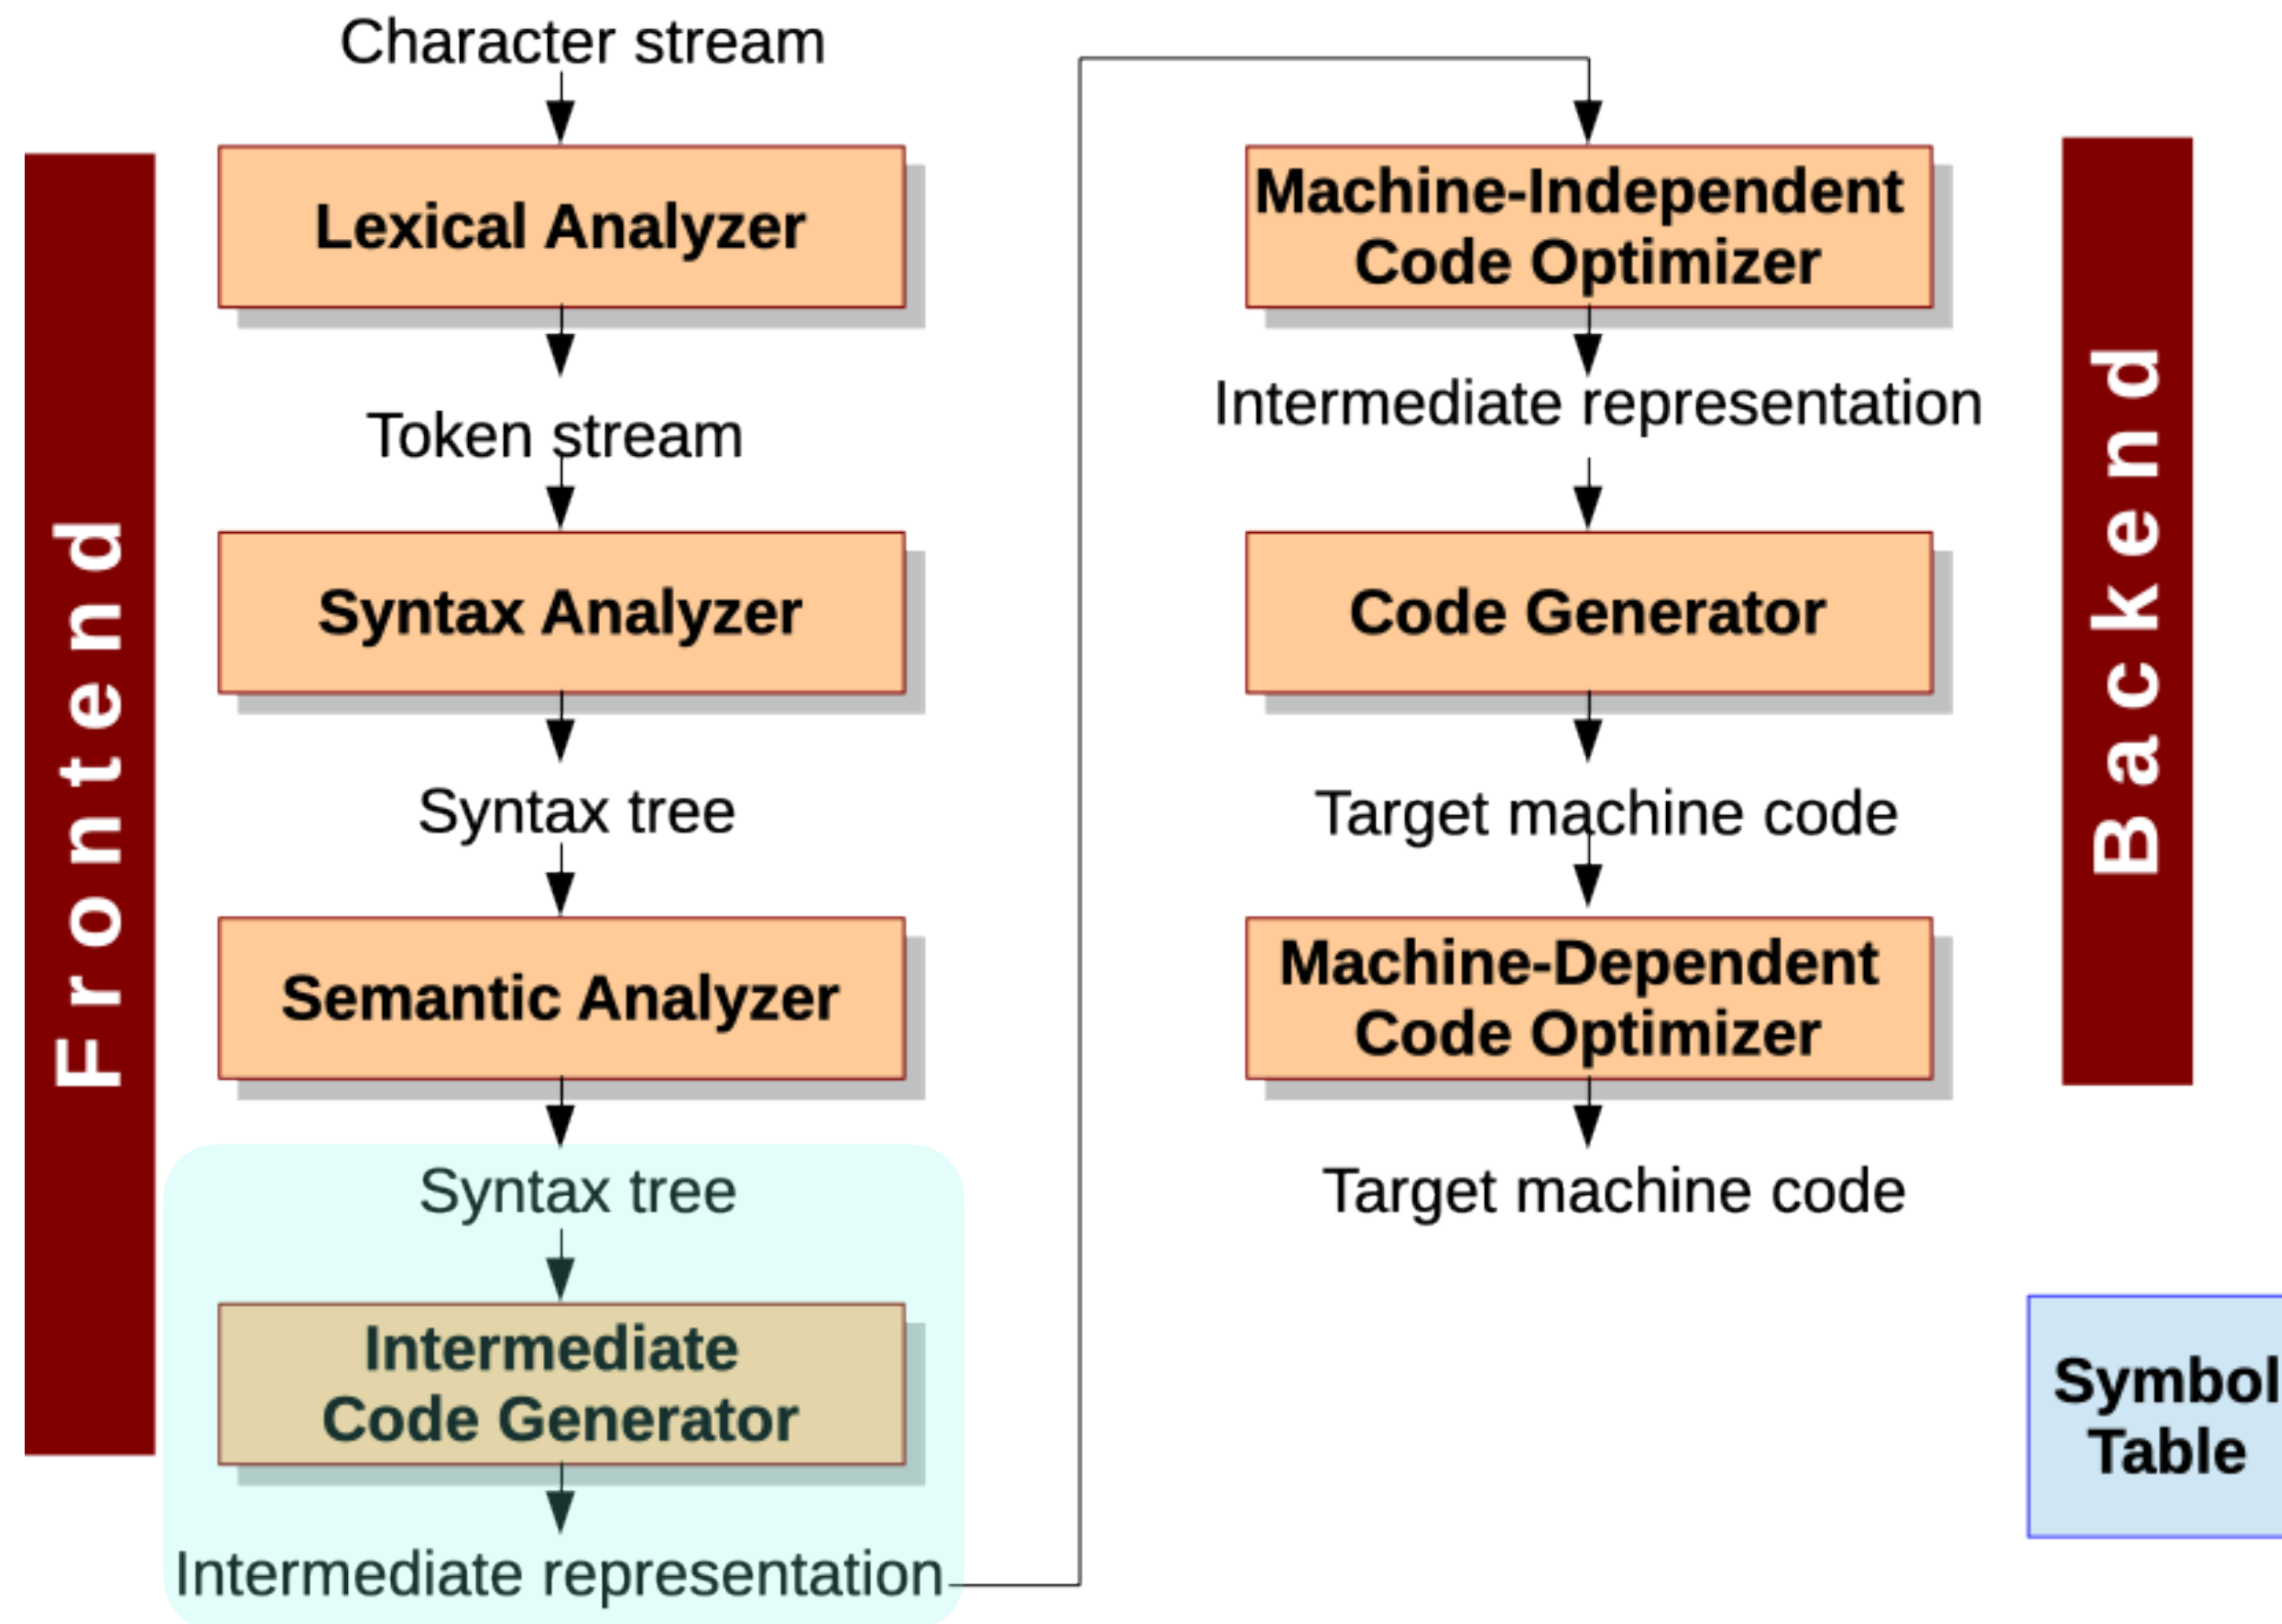 Frontend
Character stream
Lexical Analyzer
Token stream
Syntax Analyzer
Syntax tree
Semantic Analyzer
Syntax tree
Intermediate
Code Generator
Intermediate representation
Machine-Independent
Code Optimizer
Intermediate representation
Code Generator
Target machine code
Machine-Dependent
Code Optimizer
Target machine code
Backend
Symbol
Table